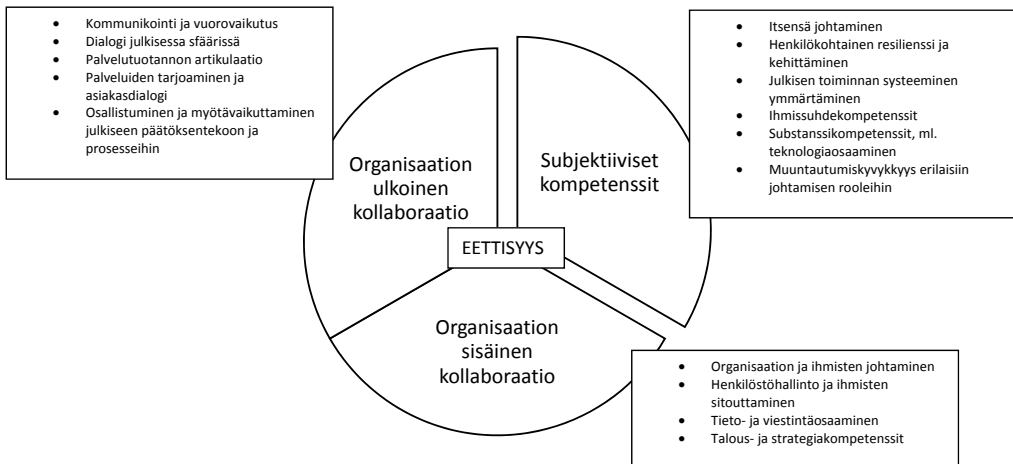 • Kommunikointi ja vuorovaikutus
• Dialogi julkisessa sfäärissä
• Palvelutuotannon artikulaatio
• Palveluiden tarjoaminen ja
asiakasdialogi
• Osallistuminen ja myötävaikuttaminen
julkiseen päätöksentekoon ja
prosesseihin
• Itsensä johtaminen
• Henkilökohtainen resilienssi ja
kehittäminen
• Julkisen toiminnan systeeminen
ymmärtäminen
• Ihmissuhdekompetenssit
• Substanssikompetenssit, ml.
teknologiaosaaminen
• Muuntautumiskyvykkyys erilaisiin
johtamisen rooleihin
Organisaation
ulkoinen
kollaboraatio
Subjektiiviset
kompetenssit
EETTISYYS
Organisaation
sisäinen
kollaboraatio
• Organisaation ja ihmisten johtaminen
• Henkilöstöhallinto ja ihmisten
sitouttaminen
• Tieto- ja viestintäosaaminen
• Talous- ja strategiakompetenssit